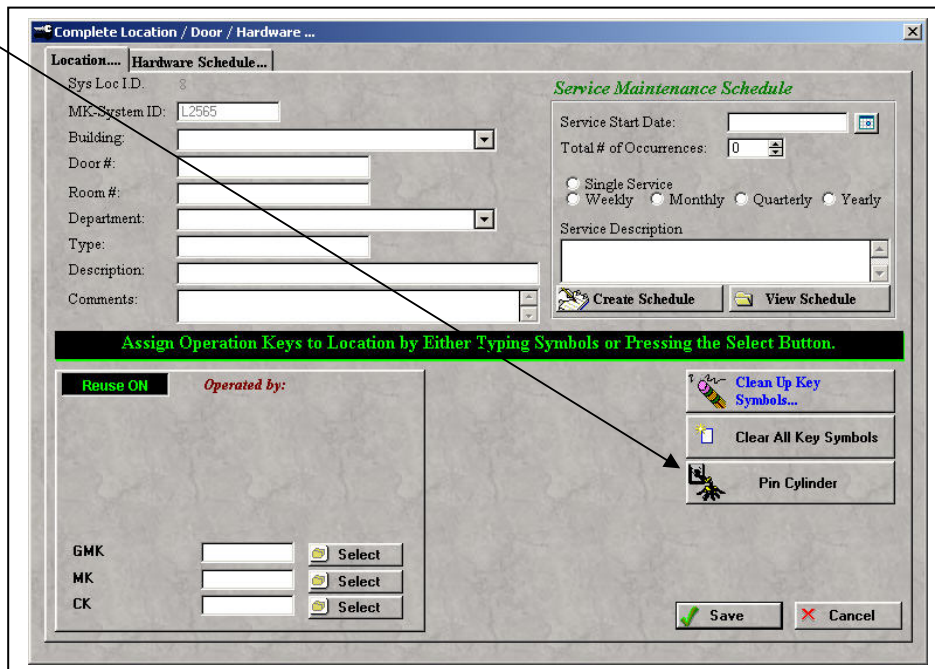 Complete Location / Door / Hardware ...
Location.... Hardware Schedule...
Sys Loc I.D. 8
MK-System ID: L2565
Building:
Door #:
Room #:
Department:
Type:
Description:
Comments:
Service Maintenance Schedule
Service Start Date:
Total # of Occurrences: 0
Single Service
Weekly Monthly Quarterly Yearly
Service Description
Create Schedule View Schedule
Assign Operation Keys to Location by Either Typing Symbols or Pressing the Select Button.
Reuse ON Operated by:
GMK Select
MK Select
CK Select
Clean Up Key
Symbols...
Clear All Key Symbols
Pin Cylinder
Save Cancel